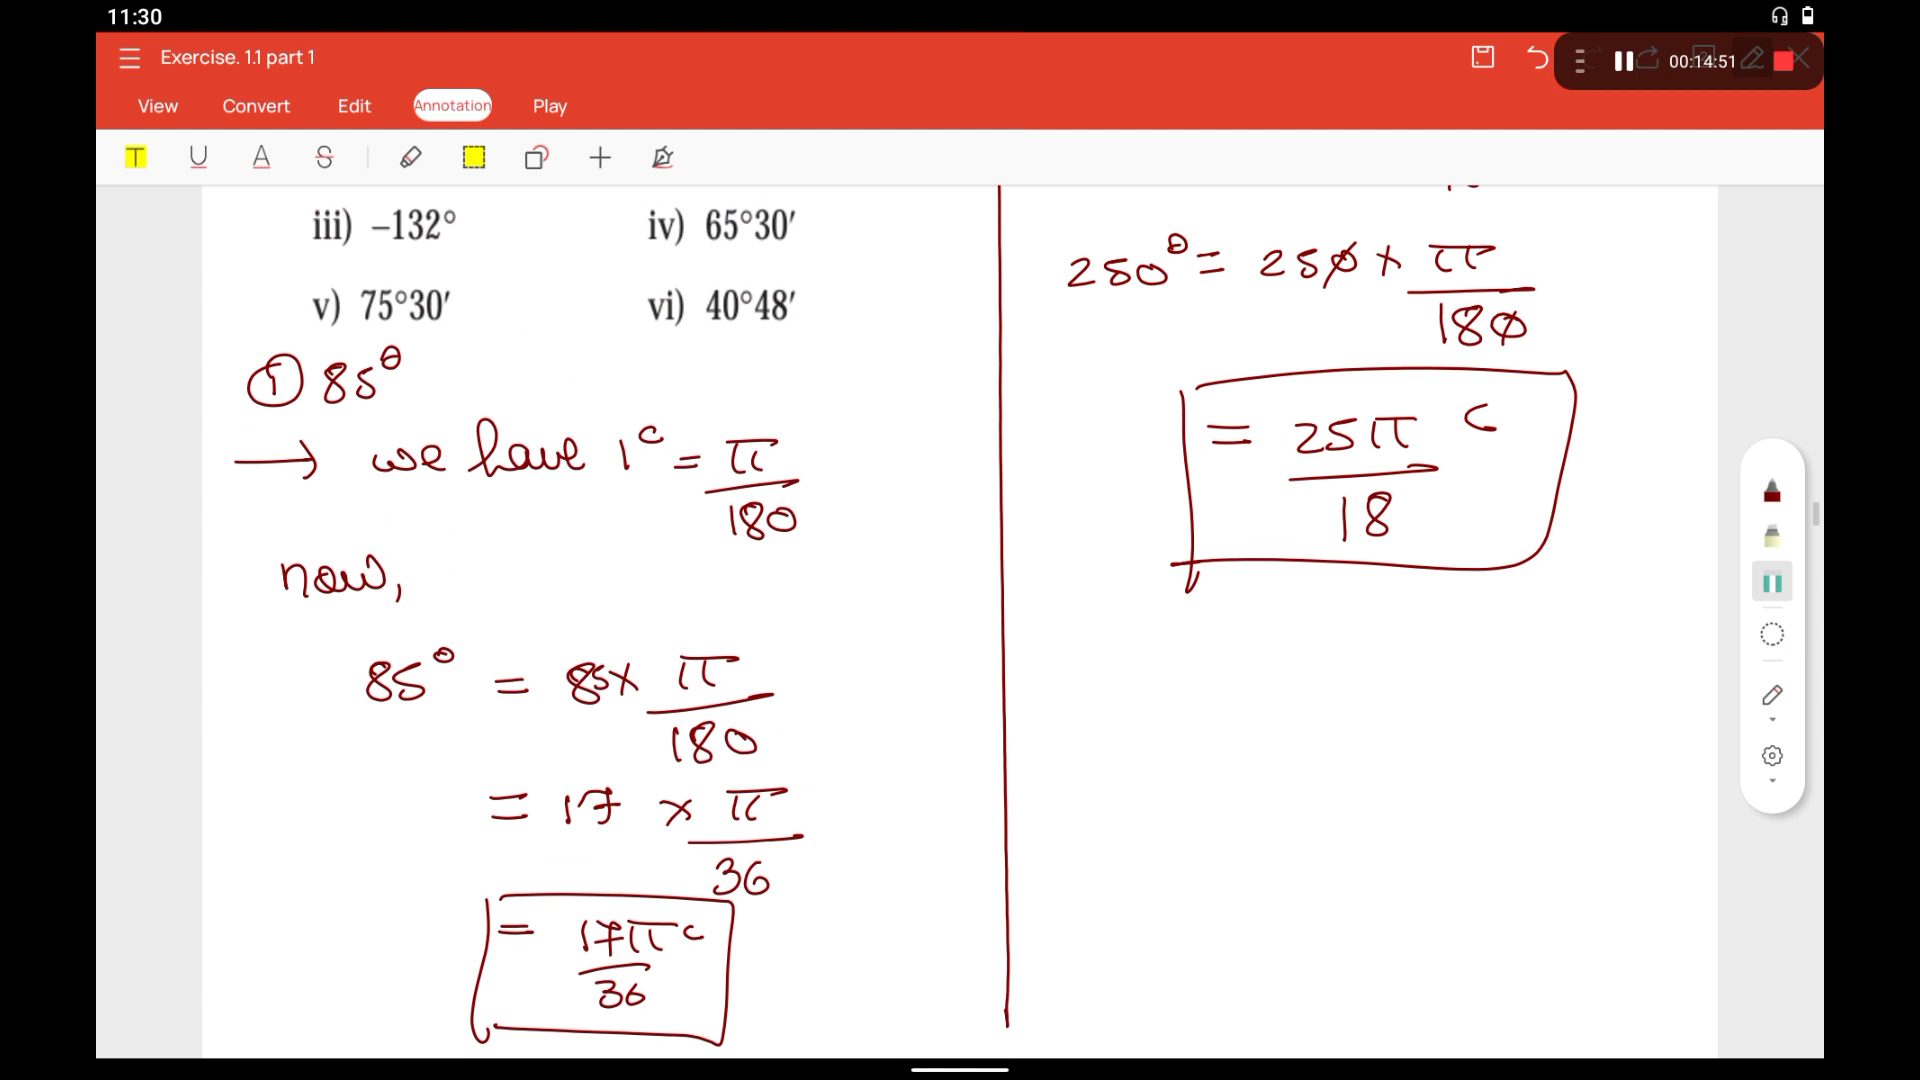 11:30
Exercise. 1.1 part 1
00:14:51
View Convert Edit Annotation Play
T U A S
iii) –132° iv) 65°30′
v) 75°30′ vi) 40°48′
① 85°
→ we have 1ᶜ = π/180
now,
85° = 85 × π/180
= 17 × π/36
= 17πᶜ/36
250° = 250 × π/180
= 25π ᶜ/18